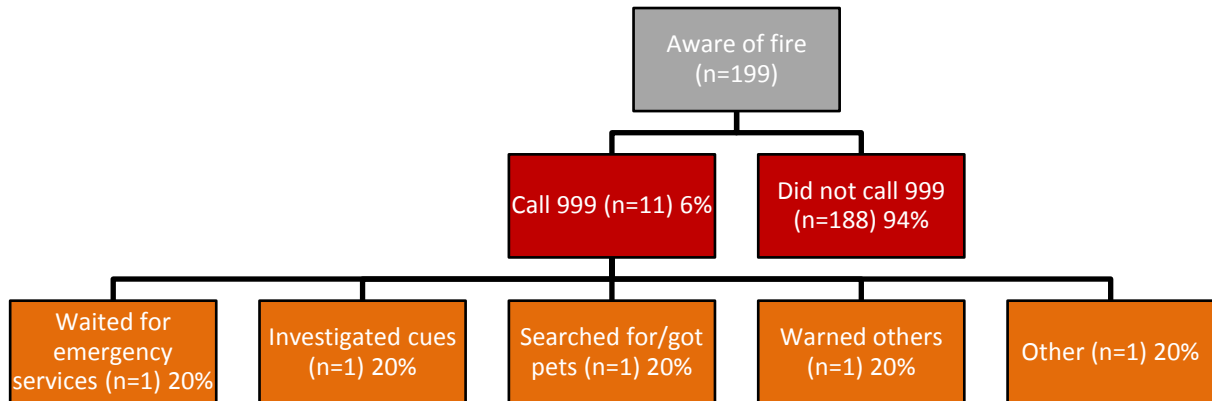 Aware of fire
(n=199)
Call 999 (n=11) 6%
Did not call 999
(n=188) 94%
Waited for
emergency
services (n=1) 20%
Investigated cues
(n=1) 20%
Searched for/got
pets (n=1) 20%
Warned others
(n=1) 20%
Other (n=1) 20%